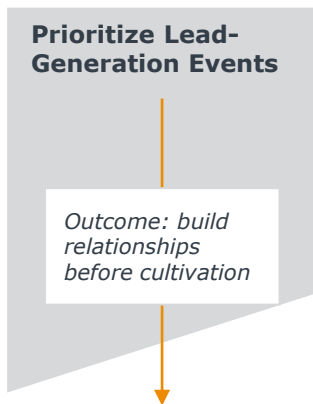 Prioritize Lead-
Generation Events
Outcome: build
relationships
before cultivation